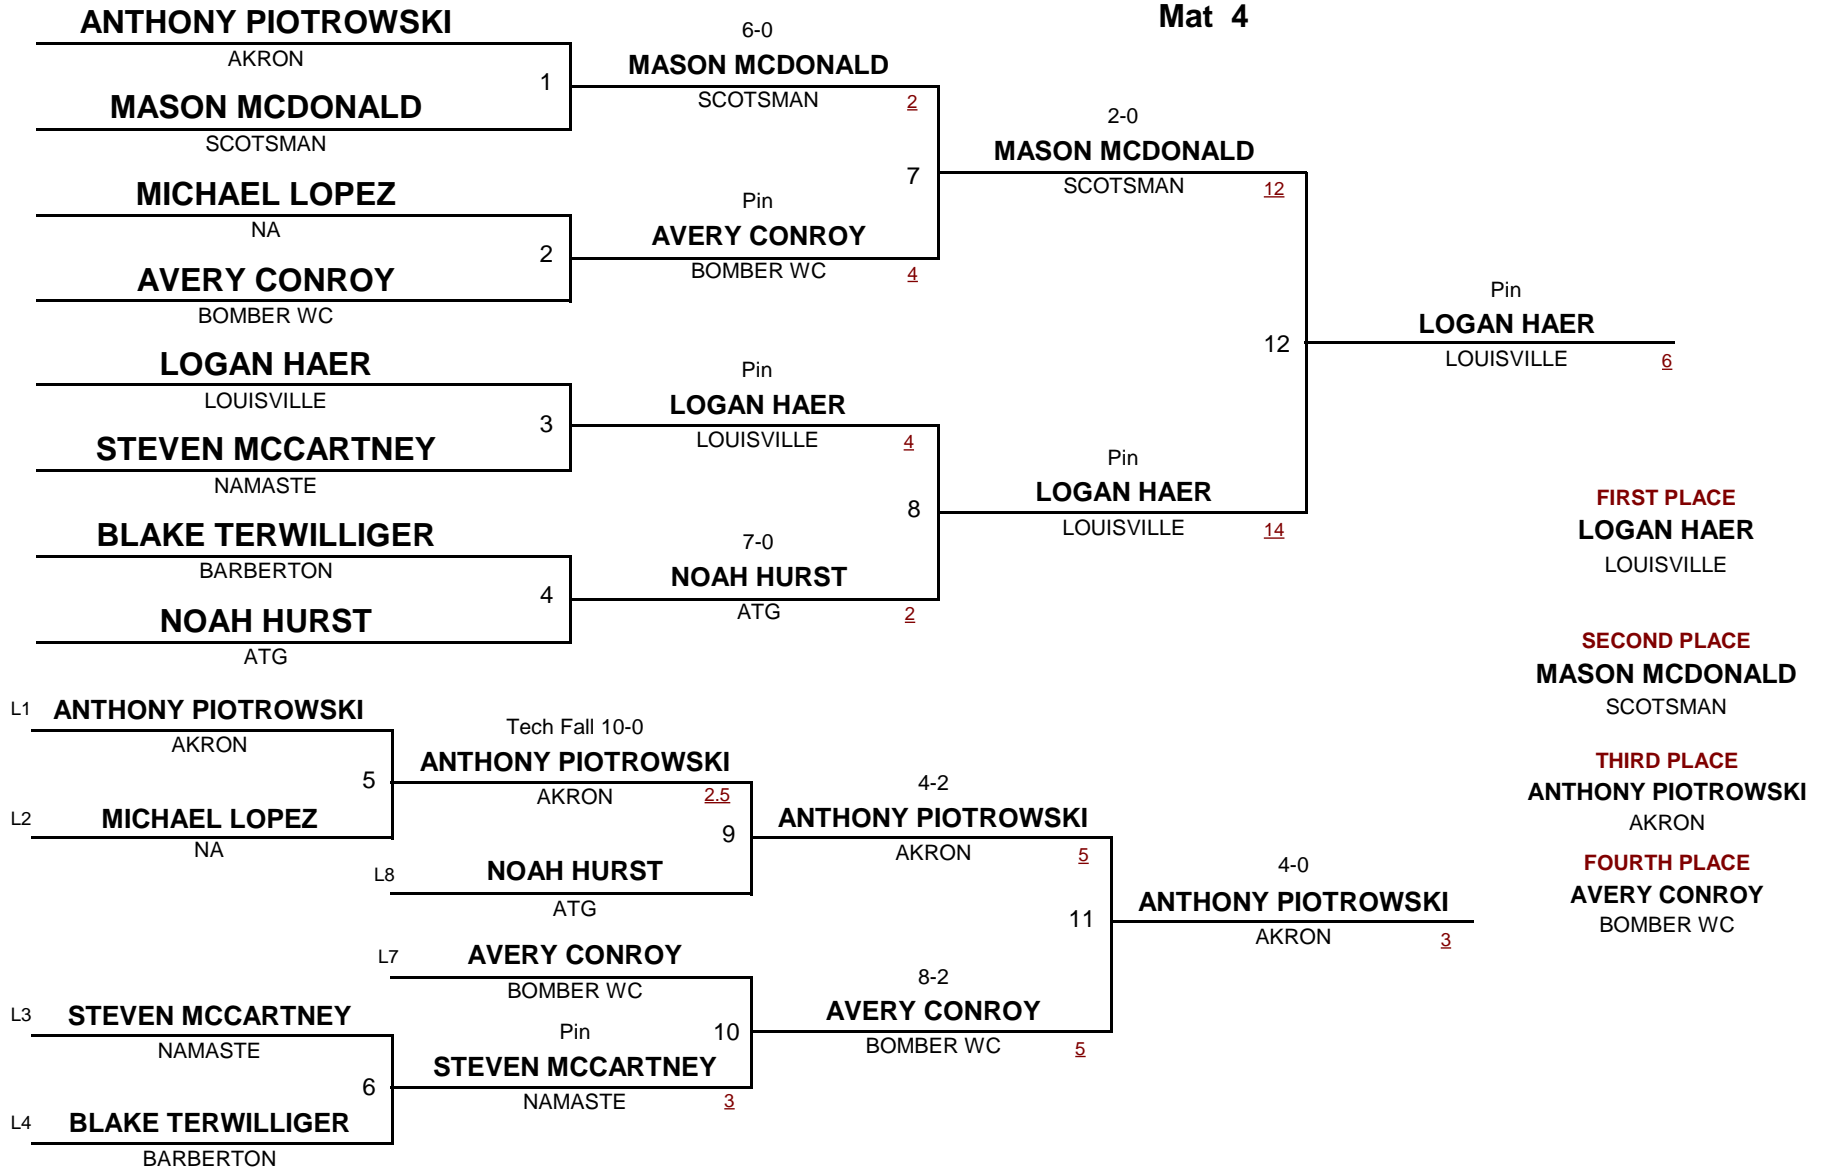 Mat 4
ANTHONY PIOTROWSKI
AKRON
1
MASON MCDONALD
SCOTSMAN
6-0
MASON MCDONALD
SCOTSMAN
2
MICHAEL LOPEZ
NA
2
AVERY CONROY
BOMBER WC
Pin
AVERY CONROY
BOMBER WC
4
7
2-0
MASON MCDONALD
SCOTSMAN
12
LOGAN HAER
LOUISVILLE
3
STEVEN MCCARTNEY
NAMASTE
Pin
LOGAN HAER
LOUISVILLE
4
BLAKE TERWILLIGER
BARBERTON
4
NOAH HURST
ATG
7-0
NOAH HURST
ATG
2
8
Pin
LOGAN HAER
LOUISVILLE
14
12
Pin
LOGAN HAER
LOUISVILLE
6
FIRST PLACE
LOGAN HAER
LOUISVILLE
SECOND PLACE
MASON MCDONALD
SCOTSMAN
THIRD PLACE
ANTHONY PIOTROWSKI
AKRON
FOURTH PLACE
AVERY CONROY
BOMBER WC
L1 ANTHONY PIOTROWSKI
AKRON
5
L2 MICHAEL LOPEZ
NA
Tech Fall 10-0
ANTHONY PIOTROWSKI
AKRON
2.5
9
L8 NOAH HURST
ATG
4-2
ANTHONY PIOTROWSKI
AKRON
5
L7 AVERY CONROY
BOMBER WC
10
L3 STEVEN MCCARTNEY
NAMASTE
6
L4 BLAKE TERWILLIGER
BARBERTON
Pin
STEVEN MCCARTNEY
NAMASTE
3
8-2
AVERY CONROY
BOMBER WC
5
11
4-0
ANTHONY PIOTROWSKI
AKRON
3